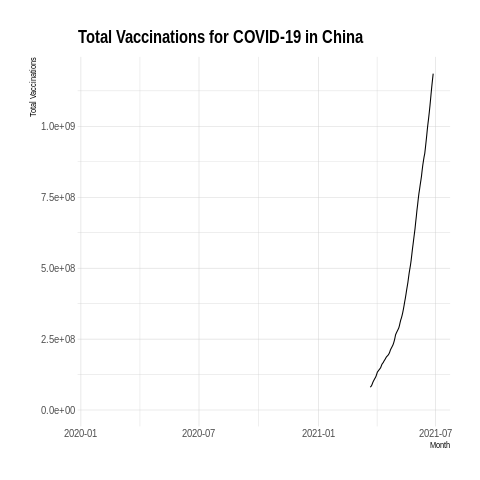 Total Vaccinations for COVID-19 in China
Total Vaccinations
1.0e+09
7.5e+08
5.0e+08
2.5e+08
0.0e+00
2020-01 2020-07 2021-01 2021-07
Month